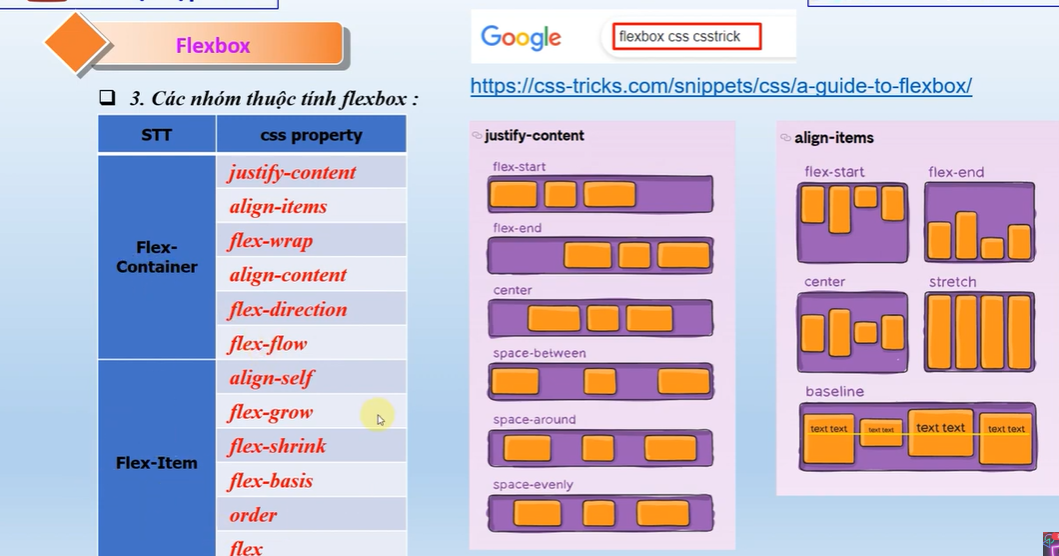 Flexbox
Google
flexbox css csstrick
https://css-tricks.com/snippets/css/a-guide-to-flexbox/
3. Các nhóm thuộc tính flexbox :
STT
css property
Flex-
Container
justify-content
align-items
flex-wrap
align-content
flex-direction
flex-flow
Flex-Item
align-self
flex-grow
flex-shrink
flex-basis
order
flex
justify-content
flex-start
flex-end
center
space-between
space-around
space-evenly
align-items
flex-start
flex-end
center
stretch
baseline
text text
text text
text text
text text